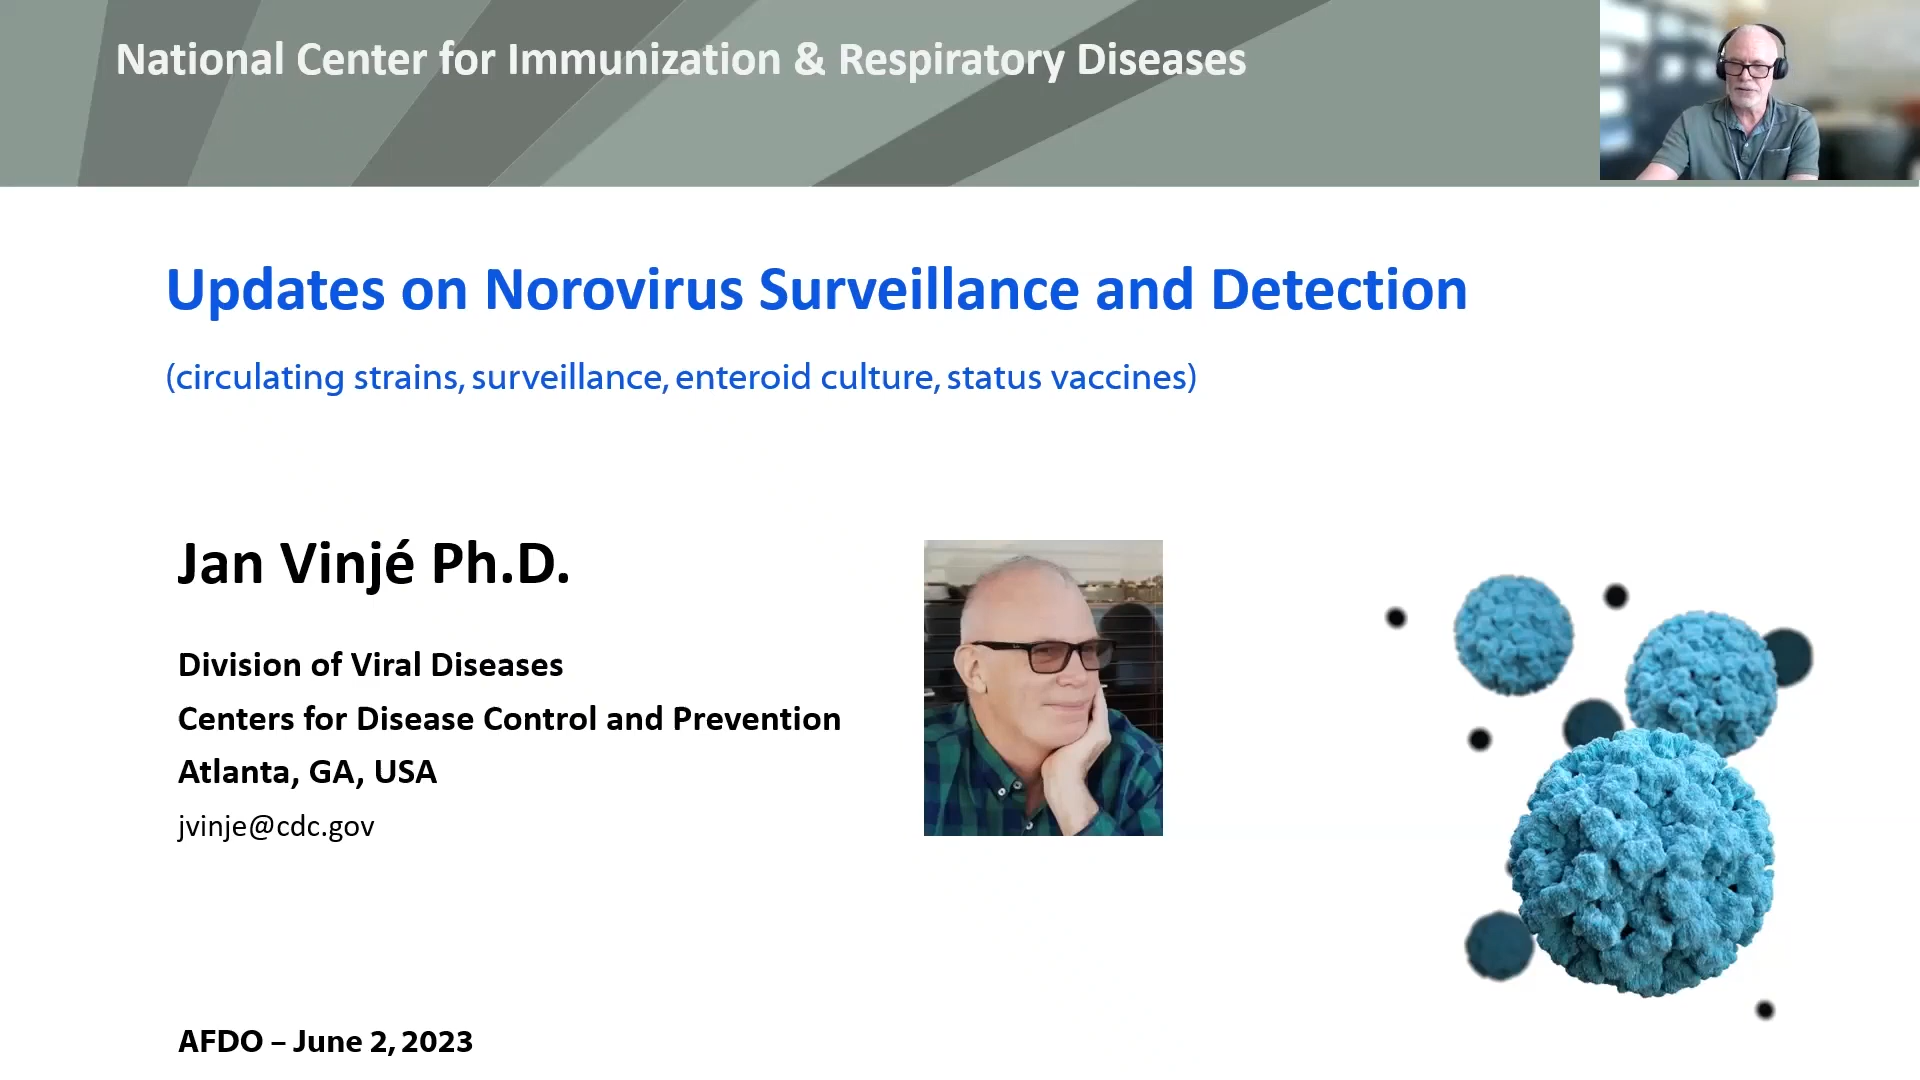 National Center for Immunization & Respiratory Diseases
Updates on Norovirus Surveillance and Detection
(circulating strains, surveillance, enteroid culture, status vaccines)
Jan Vinjé Ph.D.
Division of Viral Diseases
Centers for Disease Control and Prevention
Atlanta, GA, USA
jvinje@cdc.gov
AFDO – June 2, 2023